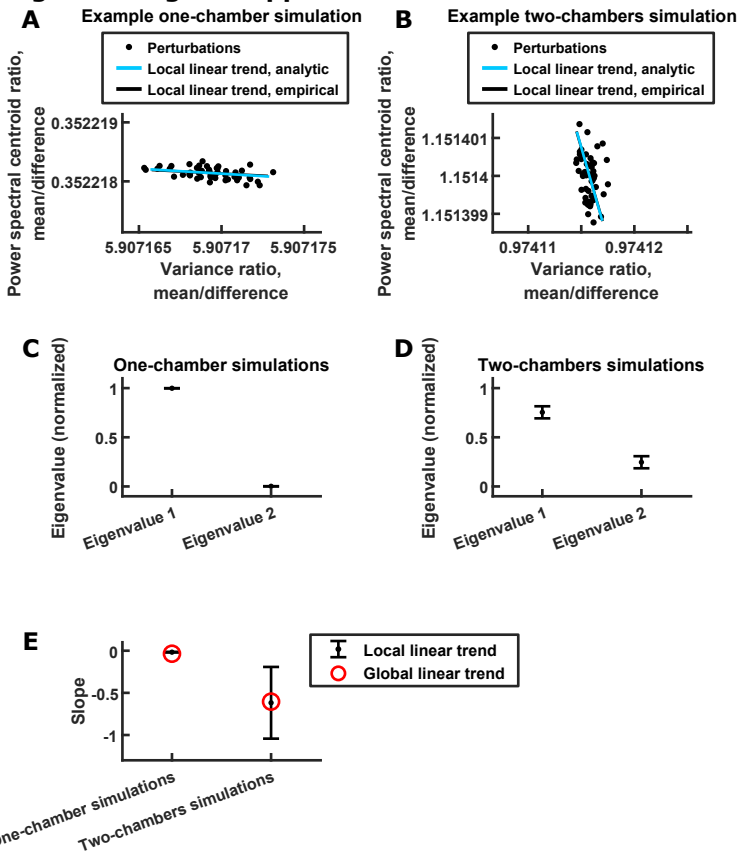 A
Example one-chamber simulation
Perturbations
Local linear trend, analytic
Local linear trend, empirical
Power spectral centroid ratio,
mean/difference
0.352219
0.352218
5.907165
5.90717
5.907175
Variance ratio,
mean/difference
B
Example two-chambers simulation
Perturbations
Local linear trend, analytic
Local linear trend, empirical
Power spectral centroid ratio,
mean/difference
1.151401
1.1514
1.151399
0.97411
0.97412
Variance ratio,
mean/difference
C
One-chamber simulations
Eigenvalue (normalized)
1
0.5
0
Eigenvalue 1
Eigenvalue 2
D
Two-chambers simulations
Eigenvalue (normalized)
1
0.5
0
Eigenvalue 1
Eigenvalue 2
E
Local linear trend
Global linear trend
Slope
0
-0.5
-1
One-chamber simulations
Two-chambers simulations